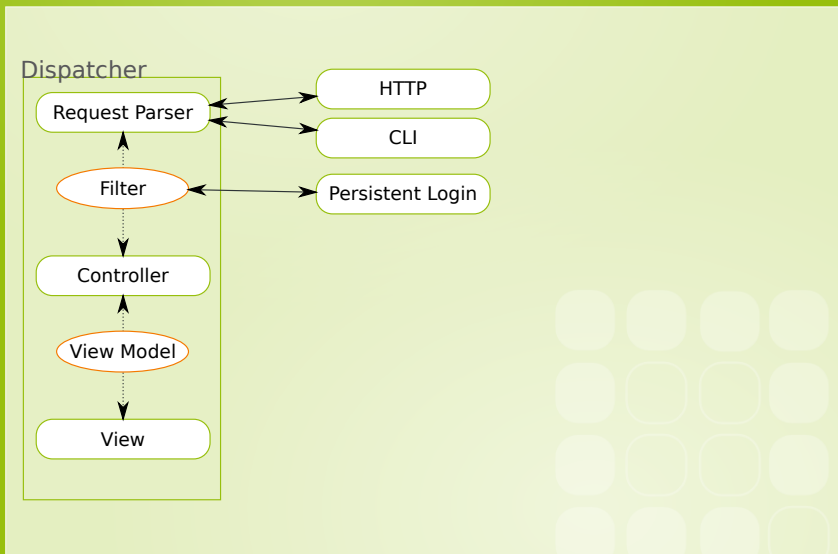 Dispatcher
Request Parser
HTTP
CLI
Filter
Persistent Login
Controller
View Model
View